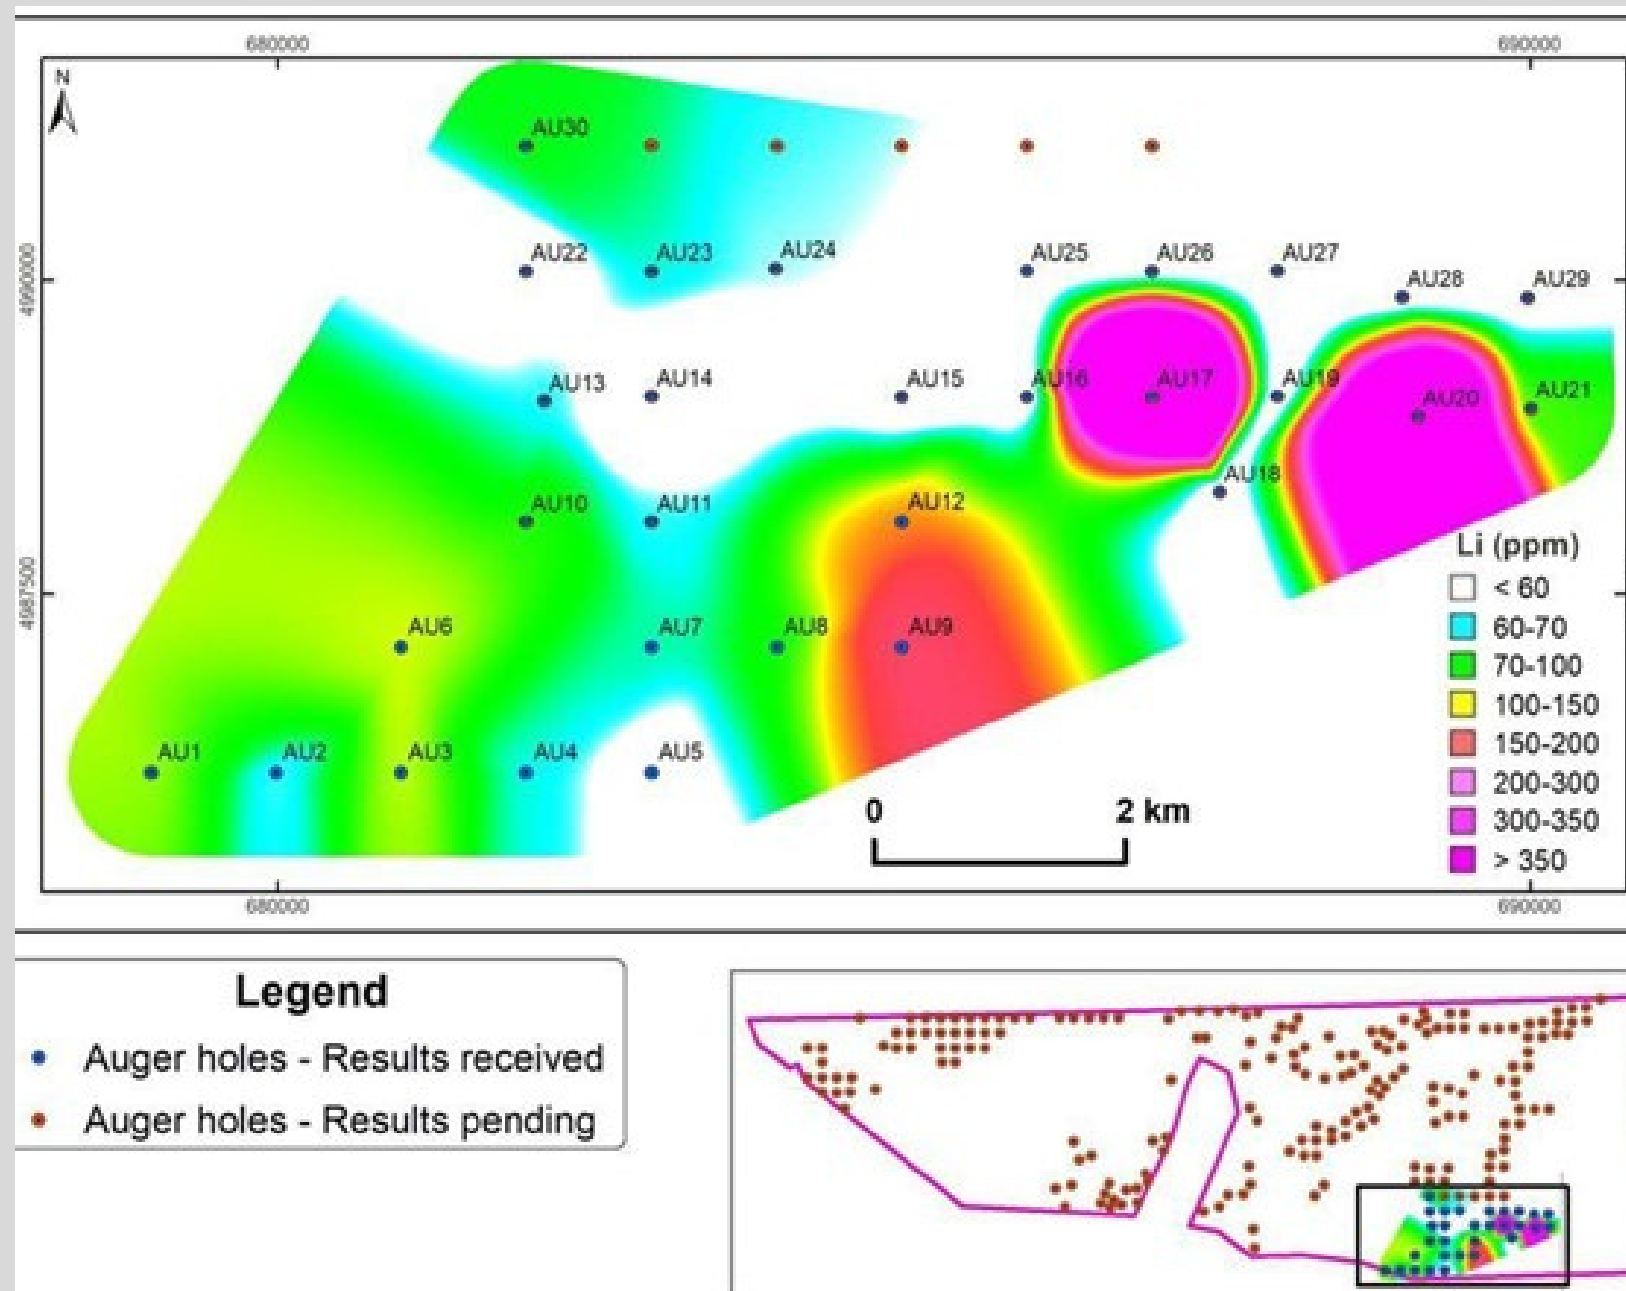 680000 690000
N
AU30
AU22 AU23 AU24 AU25 AU26 AU27
4990000
AU28 AU29
AU13 AU14 AU15 AU16 AU17 AU19 AU20 AU21
AU18
AU10 AU11 AU12
Li (ppm)
< 60
4987500
60-70
AU6 AU7 AU8 AU9
70-100
100-150
AU1 AU2 AU3 AU4 AU5
150-200
200-300
0 2 km
300-350
> 350
680000 690000
Legend
Auger holes - Results received
Auger holes - Results pending